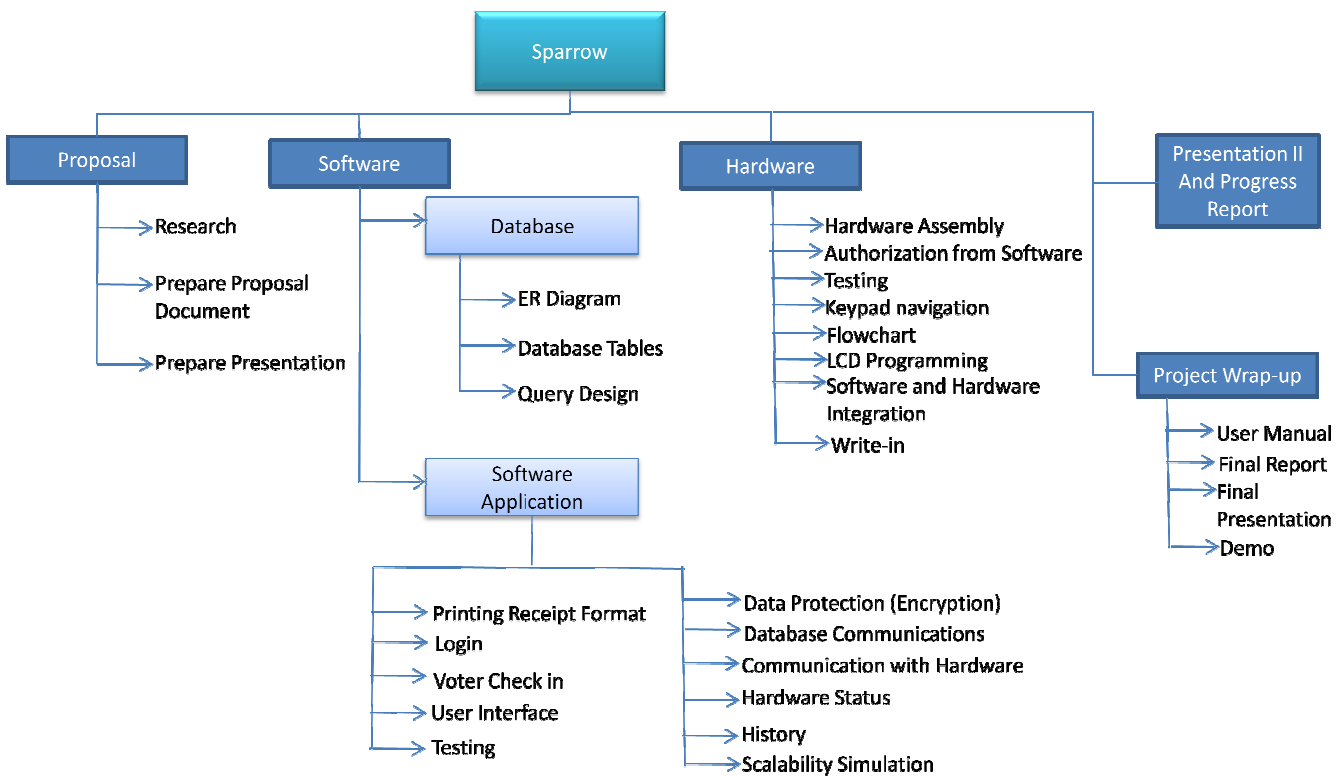 Sparrow
Proposal
Research
Prepare Proposal
Document
Prepare Presentation
Software
Database
ER Diagram
Database Tables
Query Design
Software
Application
Printing Receipt Format
Login
Voter Check in
User Interface
Testing
Data Protection (Encryption)
Database Communications
Communication with Hardware
Hardware Status
History
Scalability Simulation
Hardware
Hardware Assembly
Authorization from Software
Testing
Keypad navigation
Flowchart
LCD Programming
Software and Hardware
Integration
Write-in
Presentation II
And Progress
Report
Project Wrap-up
User Manual
Final Report
Final
Presentation
Demo